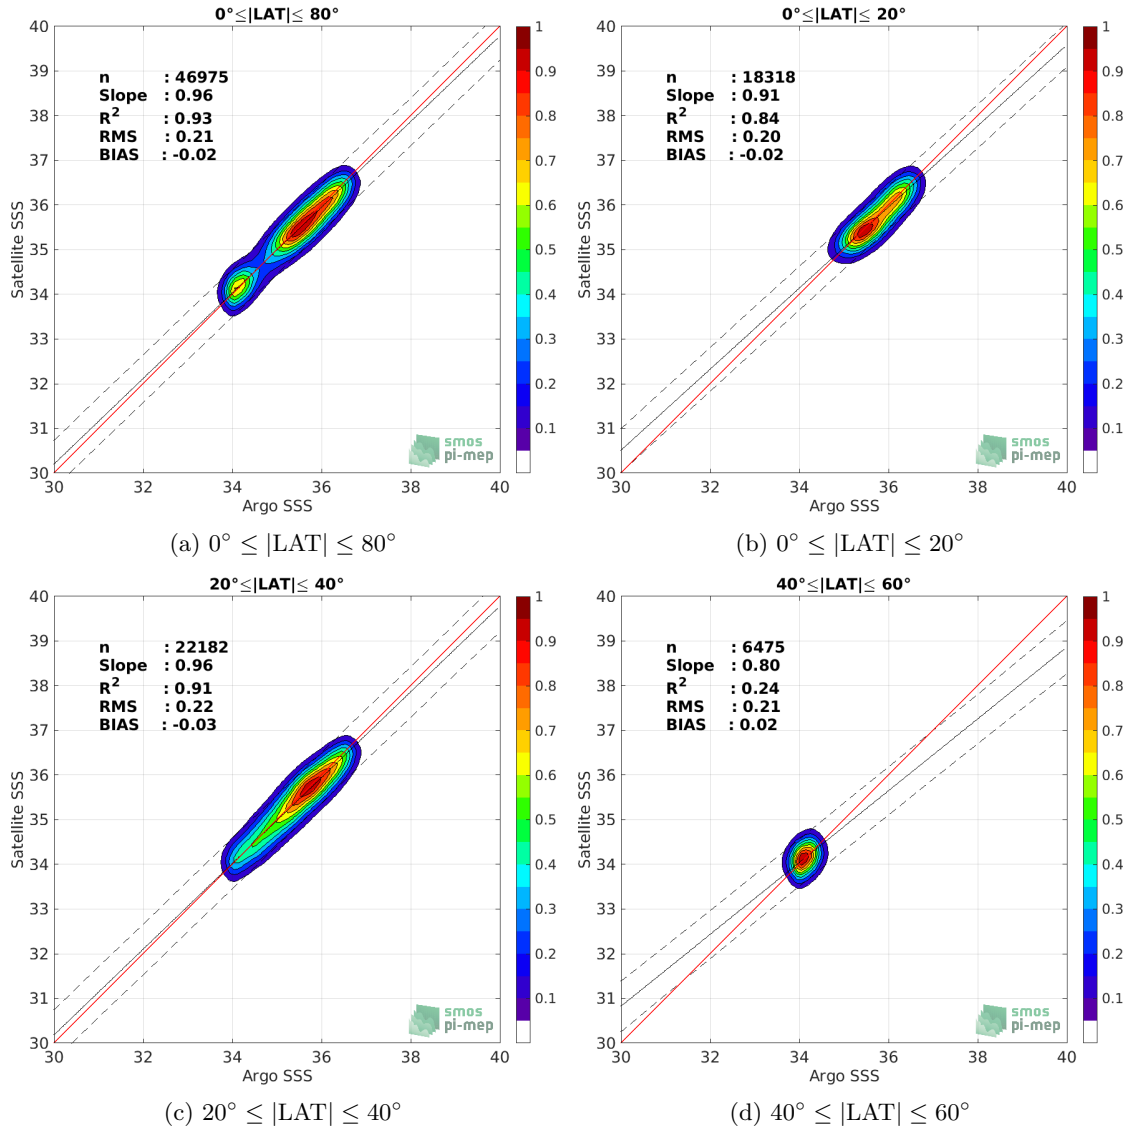 0°≤|LAT|≤ 80°
n : 46975
Slope : 0.96
R² : 0.93
RMS : 0.21
BIAS : -0.02
40
39
38
37
36
35
34
33
32
31
30
30 32 34 36 38 40
Satellite SSS
Argo SSS
1
0.9
0.8
0.7
0.6
0.5
0.4
0.3
0.2
0.1
smos
pi-mep
(a) 0° ≤ |LAT| ≤ 80°
0°≤|LAT|≤ 20°
n : 18318
Slope : 0.91
R² : 0.84
RMS : 0.20
BIAS : -0.02
40
39
38
37
36
35
34
33
32
31
30
30 32 34 36 38 40
Satellite SSS
Argo SSS
1
0.9
0.8
0.7
0.6
0.5
0.4
0.3
0.2
0.1
smos
pi-mep
(b) 0° ≤ |LAT| ≤ 20°
20°≤|LAT|≤ 40°
n : 22182
Slope : 0.96
R² : 0.91
RMS : 0.22
BIAS : -0.03
40
39
38
37
36
35
34
33
32
31
30
30 32 34 36 38 40
Satellite SSS
Argo SSS
1
0.9
0.8
0.7
0.6
0.5
0.4
0.3
0.2
0.1
smos
pi-mep
(c) 20° ≤ |LAT| ≤ 40°
40°≤|LAT|≤ 60°
n : 6475
Slope : 0.80
R² : 0.24
RMS : 0.21
BIAS : 0.02
40
39
38
37
36
35
34
33
32
31
30
30 32 34 36 38 40
Satellite SSS
Argo SSS
1
0.9
0.8
0.7
0.6
0.5
0.4
0.3
0.2
0.1
smos
pi-mep
(d) 40° ≤ |LAT| ≤ 60°